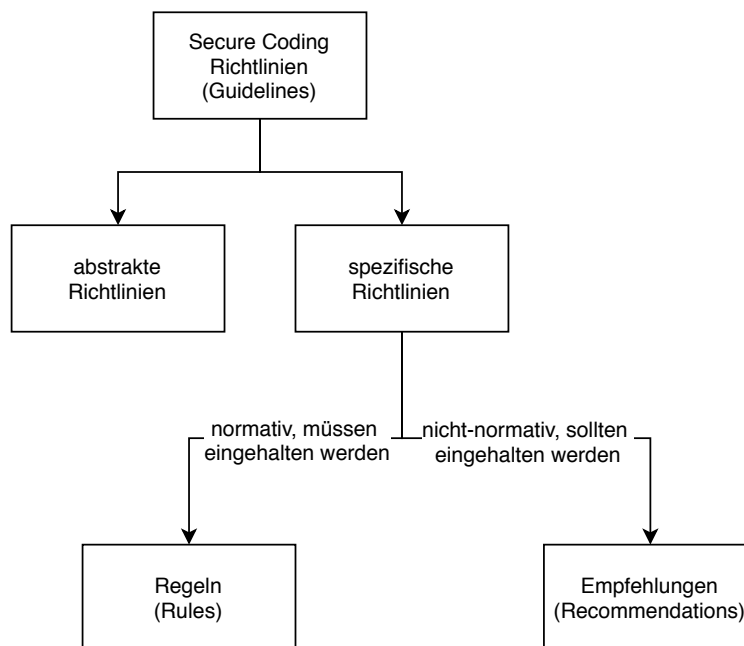 Secure Coding
Richtlinien
(Guidelines)
abstrakte
Richtlinien
spezifische
Richtlinien
normativ, müssen
eingehalten werden
nicht-normativ, sollten
eingehalten werden
Regeln
(Rules)
Empfehlungen
(Recommendations)